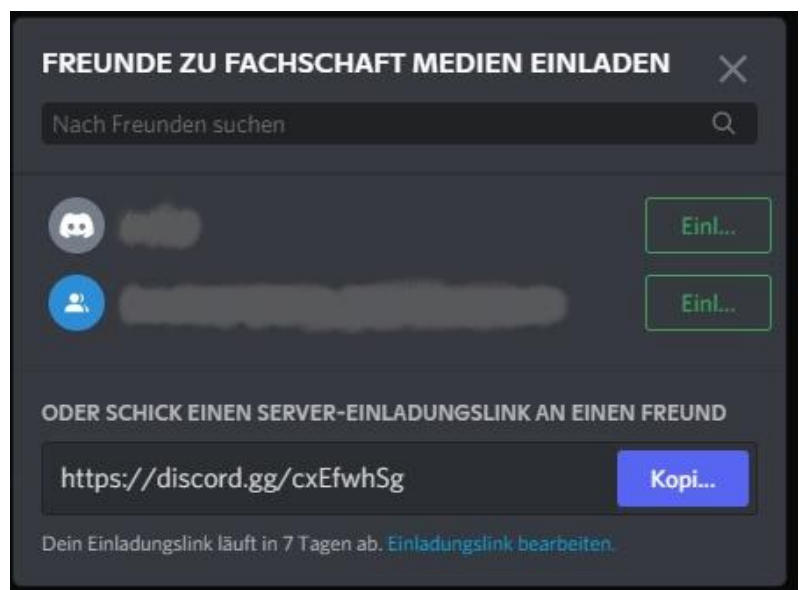 FREUNDE ZU FACHSCHAFT MEDIEN EINLADEN
Nach Freunden suchen
Einl...
Einl...
ODER SCHICK EINEN SERVER-EINLADUNGSLINK AN EINEN FREUND
https://discord.gg/cxEfwhSg Kopi...
Dein Einladungslink läuft in 7 Tagen ab. Einladungslink bearbeiten.